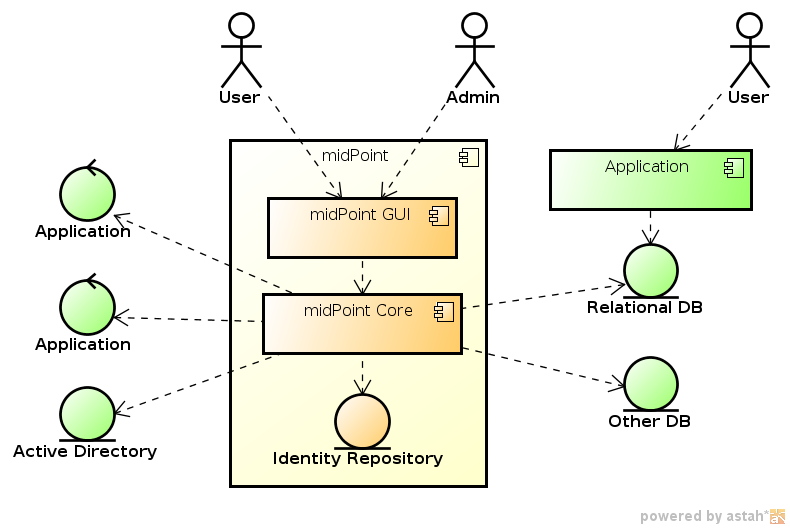 User
Admin
User
midPoint
Application
midPoint GUI
Application
Relational DB
midPoint Core
Application
Other DB
Active Directory
Identity Repository
powered by astah*